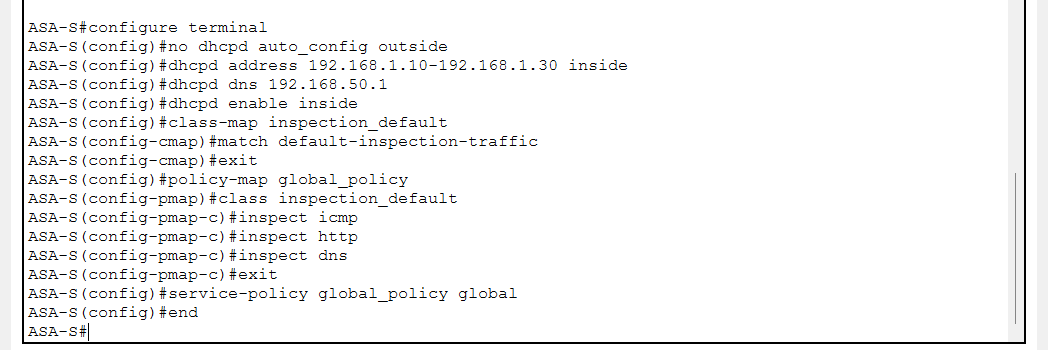 ASA-S#configure terminal
ASA-S(config)#no dhcpd auto_config outside
ASA-S(config)#dhcpd address 192.168.1.10-192.168.1.30 inside
ASA-S(config)#dhcpd dns 192.168.50.1
ASA-S(config)#dhcpd enable inside
ASA-S(config)#class-map inspection_default
ASA-S(config-cmap)#match default-inspection-traffic
ASA-S(config-cmap)#exit
ASA-S(config)#policy-map global_policy
ASA-S(config-pmap)#class inspection_default
ASA-S(config-pmap-c)#inspect icmp
ASA-S(config-pmap-c)#inspect http
ASA-S(config-pmap-c)#inspect dns
ASA-S(config-pmap-c)#exit
ASA-S(config)#service-policy global_policy global
ASA-S(config)#end
ASA-S#